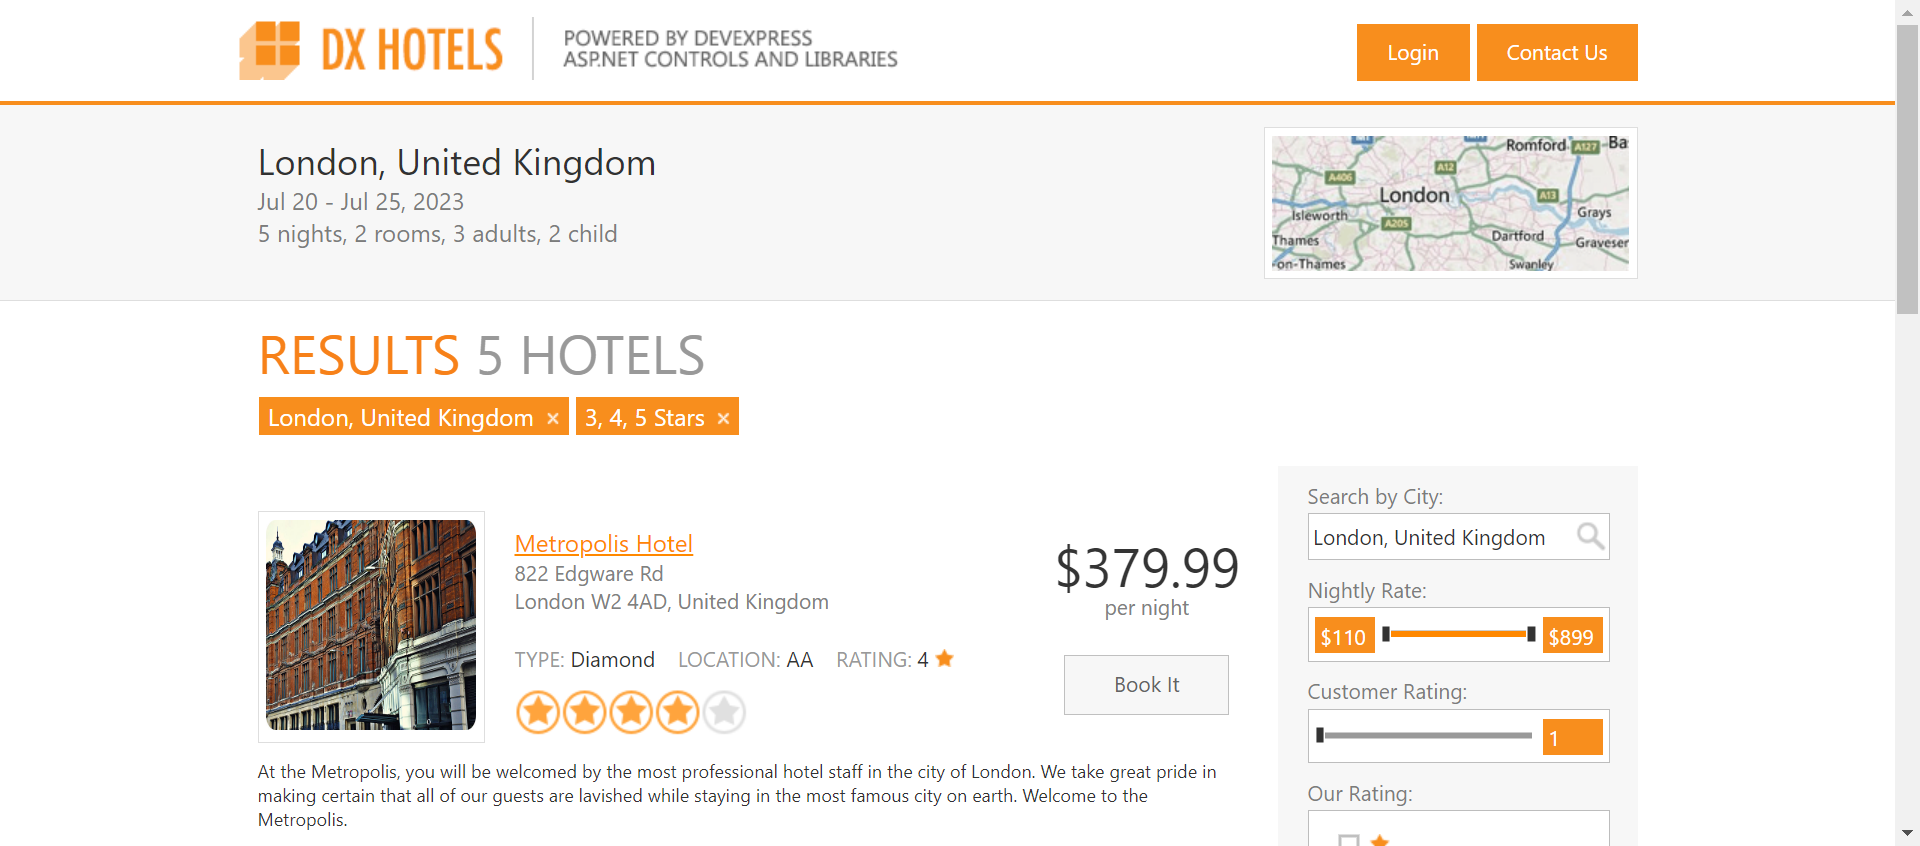 DX HOTELS
POWERED BY DEVEXPRESS
ASP.NET CONTROLS AND LIBRARIES
Login
Contact Us
London, United Kingdom
Jul 20 - Jul 25, 2023
5 nights, 2 rooms, 3 adults, 2 child
Romford
A127
Ba
A12
A406
London
A13
Isleworth
A205
Grays
Thames
Dartford
Graveser
-on-Thames
Swanley
RESULTS 5 HOTELS
London, United Kingdom ×
3, 4, 5 Stars ×
Metropolis Hotel
822 Edgware Rd
London W2 4AD, United Kingdom
TYPE: Diamond LOCATION: AA RATING: 4
$379.99
per night
Book It
At the Metropolis, you will be welcomed by the most professional hotel staff in the city of London. We take great pride in
making certain that all of our guests are lavished while staying in the most famous city on earth. Welcome to the
Metropolis.
Search by City:
London, United Kingdom
Nightly Rate:
$110
$899
Customer Rating:
1
Our Rating: